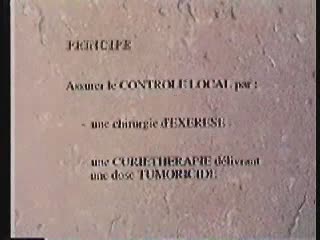 PRINCIPE
Assurer le CONTROLE LOCAL par :
- une chirurgie d'EXERESE
une CURIETHERAPIE délivrant
une dose TUMORICIDE